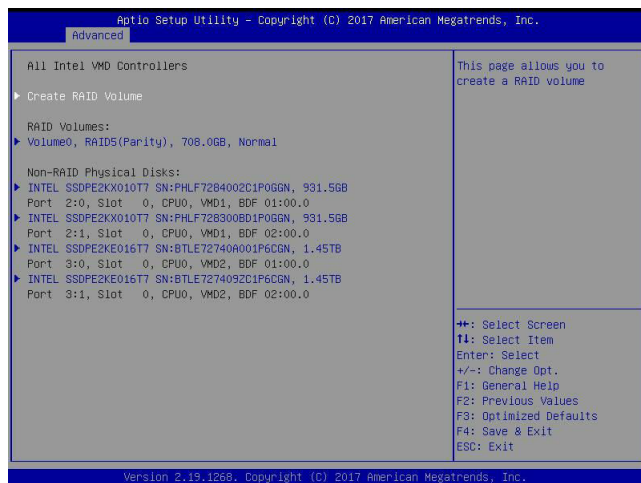 Aptio Setup Utility – Copyright (C) 2017 American Megatrends, Inc.
Advanced
All Intel VMD Controllers
Create RAID Volume
RAID Volumes:
Volume0, RAID5(Parity), 708.0GB, Normal
Non-RAID Physical Disks:
INTEL SSDPE2KX010T7 SN:PHLF7284002C1P0GGN, 931.5GB
Port 2:0, Slot 0, CPU0, VMD1, BDF 01:00.0
INTEL SSDPE2KX010T7 SN:PHLF728300BD1P0GGN, 931.5GB
Port 2:1, Slot 0, CPU0, VMD1, BDF 02:00.0
INTEL SSDPE2KE016T7 SN:BTLE72740A001P6CGN, 1.45TB
Port 3:0, Slot 0, CPU0, VMD2, BDF 01:00.0
INTEL SSDPE2KE016T7 SN:BTLE727409ZC1P6CGN, 1.45TB
Port 3:1, Slot 0, CPU0, VMD2, BDF 02:00.0
This page allows you to
create a RAID volume
→←: Select Screen
↑↓: Select Item
Enter: Select
+/-: Change Opt.
F1: General Help
F2: Previous Values
F3: Optimized Defaults
F4: Save & Exit
ESC: Exit
Version 2.19.1268. Copyright (C) 2017 American Megatrends, Inc.